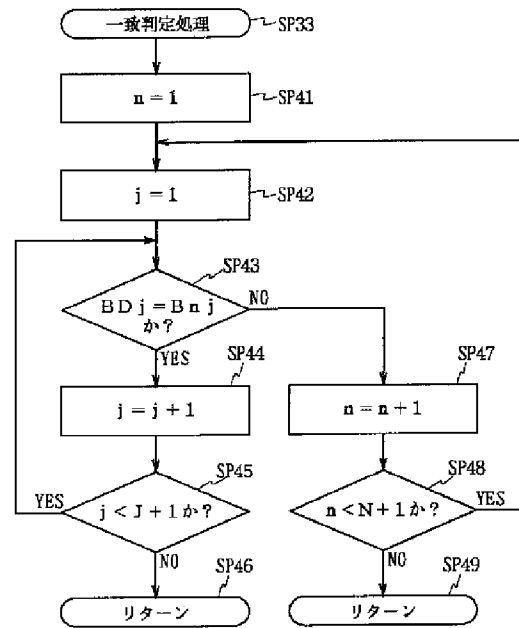 一致判定処理 SP33
n=1 SP41
j=1 SP42
SP43
BDj=Bnj
か?
NO
YES
SP44
j=j+1
SP47
n=n+1
SP45
j<J+1か?
YES
NO
SP48
n<N+1か?
YES
NO
SP46
リターン
SP49
リターン